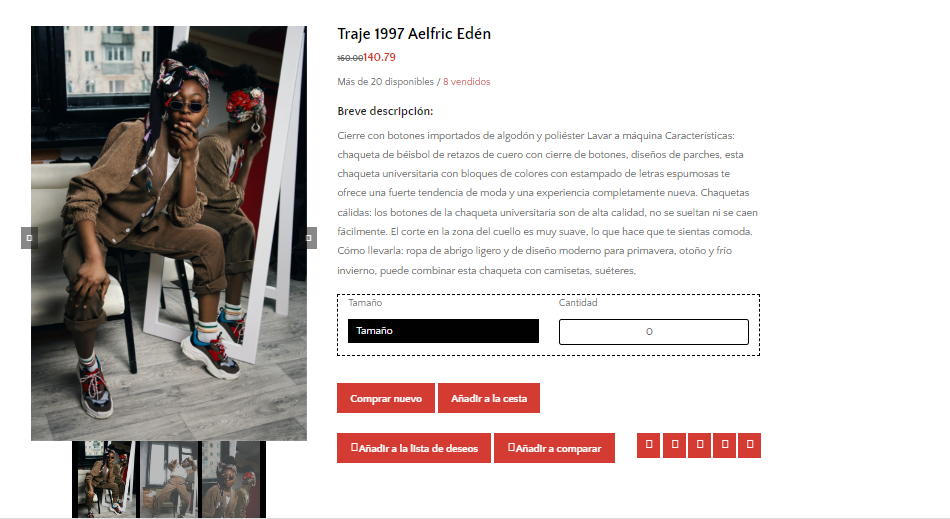 Traje 1997 Aelfric Edén
160.00140.79
Más de 20 disponibles / 8 vendidos
Breve descripción:
Cierre con botones importados de algodón y poliéster Lavar a máquina Características:
chaqueta de béisbol de retazos de cuero con cierre de botones, diseños de parches, esta
chaqueta universitaria con bloques de colores con estampado de letras espumosas te
ofrece una fuerte tendencia de moda y una experiencia completamente nueva. Chaquetas
cálidas: los botones de la chaqueta universitaria son de alta calidad, no se sueltan ni se caen
fácilmente. El corte en la zona del cuello es muy suave, lo que hace que te sientas comoda.
Cómo llevarla: ropa de abrigo ligero y de diseño moderno para primavera, otoño y frío
invierno, puede combinar esta chaqueta con camisetas, suéteres,
Tamaño Cantidad
Tamaño 0
Comprar nuevo Añadir a la cesta
Añadir a la lista de deseos Añadir a comparar